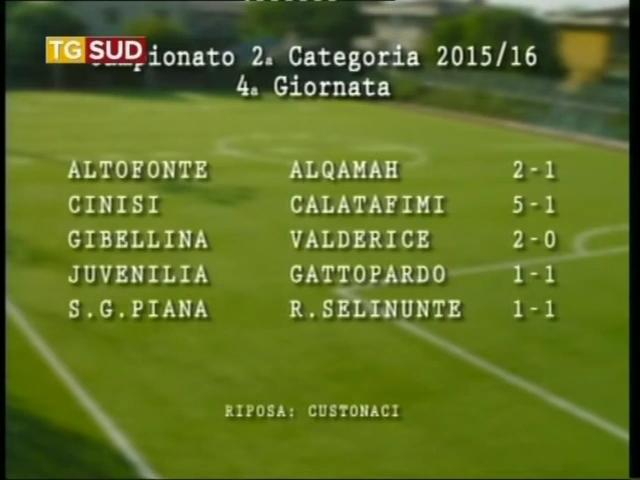 TG SUD
Campionato 2a Categoria 2015/16
4a Giornata
ALTOFONTE ALQAMAH 2-1
CINISI CALATAFIMI 5-1
GIBELLINA VALDERICE 2-0
JUVENILIA GATTOPARDO 1-1
S.G.PIANA R.SELINUNTE 1-1
RIPOSA: CUSTONACI